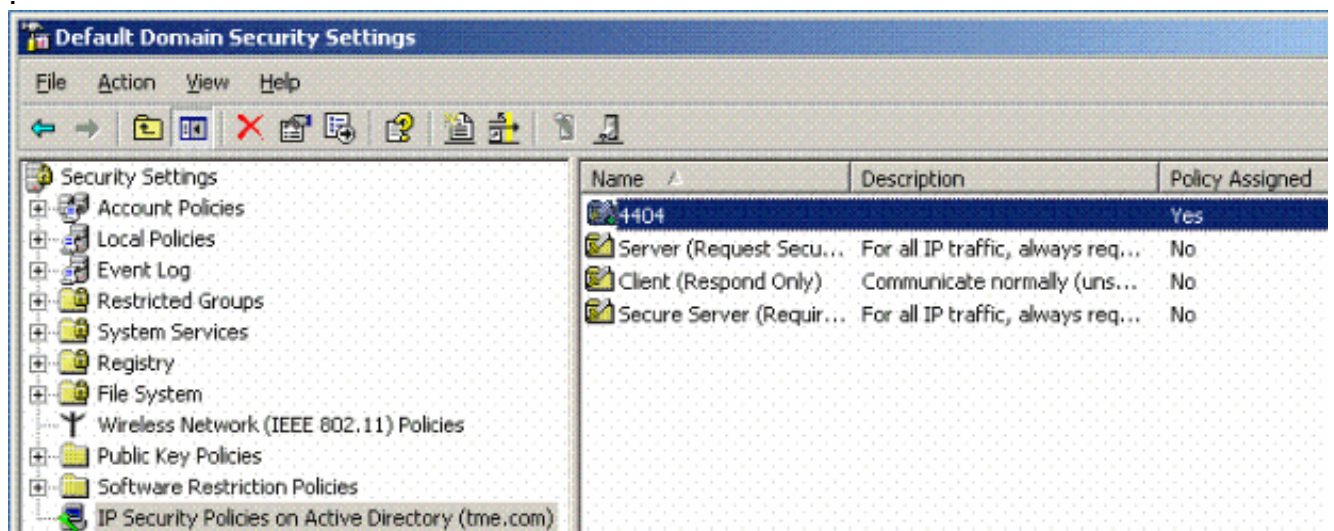 Default Domain Security Settings
File Action View Help
Security Settings
Account Policies
Local Policies
Event Log
Restricted Groups
System Services
Registry
File System
Wireless Network (IEEE 802.11) Policies
Public Key Policies
Software Restriction Policies
IP Security Policies on Active Directory (tme.com)
Name Description Policy Assigned
4404 Yes
Server (Request Secu... For all IP traffic, always req... No
Client (Respond Only) Communicate normally (uns... No
Secure Server (Requir... For all IP traffic, always req... No